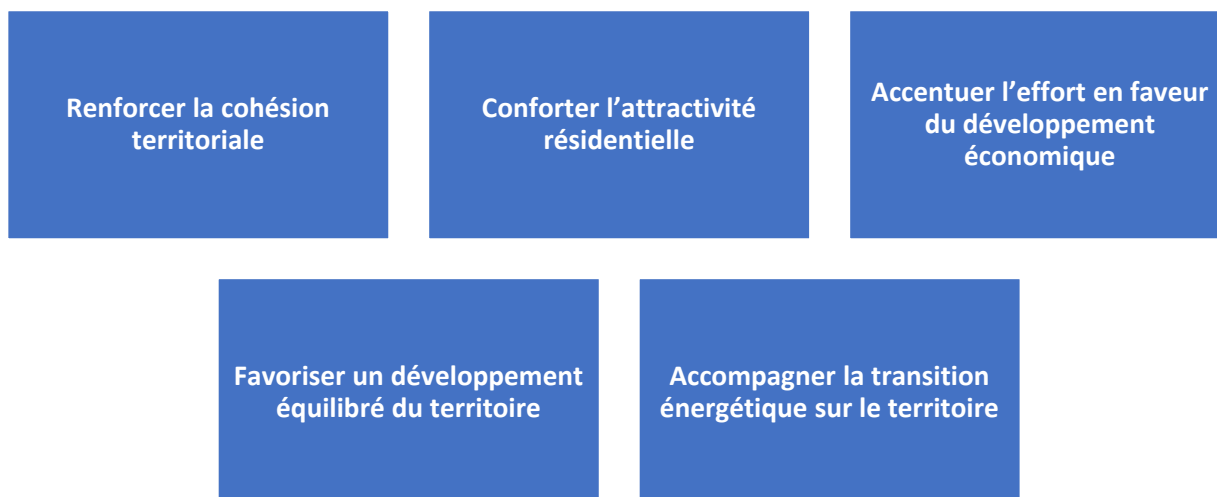 Renforcer la cohésion
territoriale
Conforter l’attractivité
résidentielle
Accentuer l’effort en faveur
du développement
économique
Favoriser un développement
équilibré du territoire
Accompagner la transition
énergétique sur le territoire